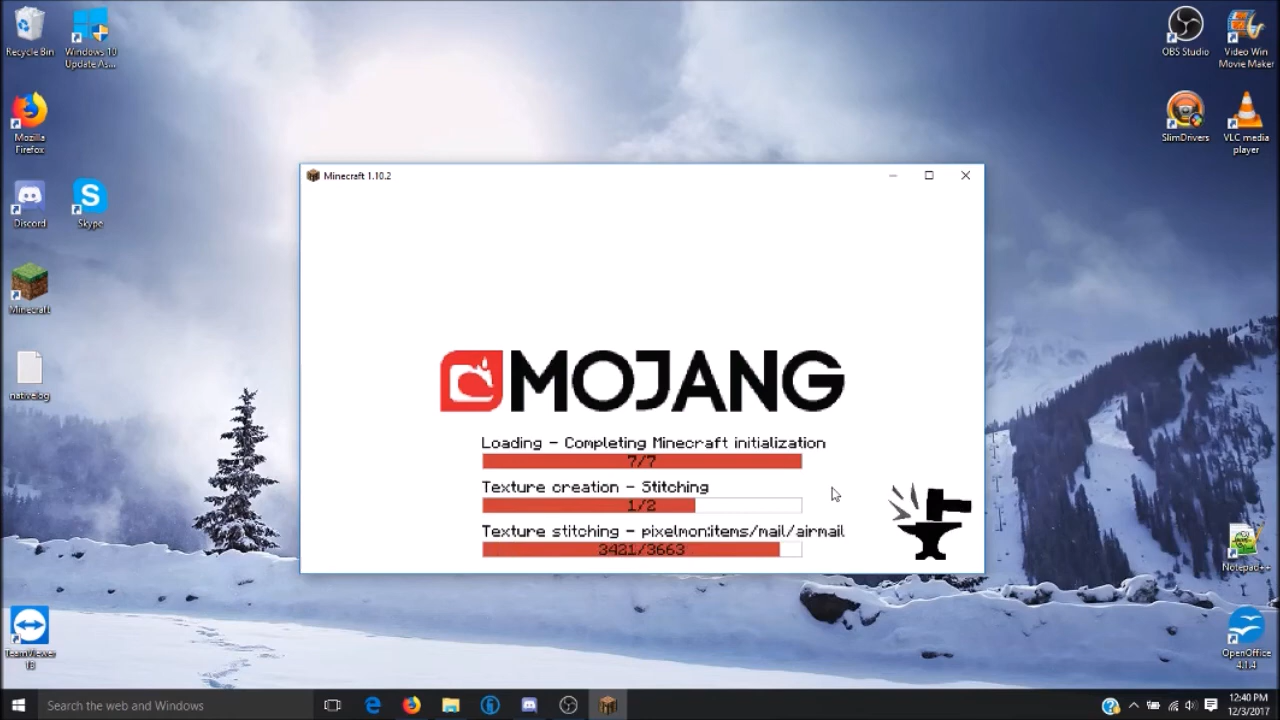 Recycle Bin
Windows 10
Update As...
OBS Studio
Video Win
Movie Maker
Mozilla
Firefox
SlimDrivers
VLC media
player
Minecraft 1.10.2
Discord
Skype
Minecraft
native.log
MOJANG
Loading - Completing Minecraft initialization
7/7
Texture creation - Stitching
1/2
Texture stitching - pixelmon:items/mail/airmail
3421/3663
Notepad++
TeamViewer
13
OpenOffice
4.1.4
Search the web and Windows
12:40 PM
12/3/2017